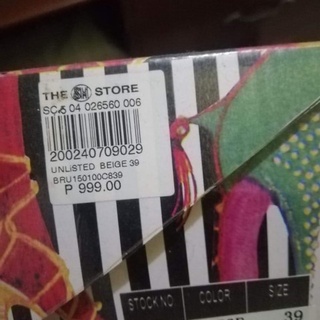 THE SM STORE
SC 5 04 026560 006
200240709029
UNLISTED BEIGE 39
BRU150100C839
P 999.00
STOCK NO. COLOR SIZE
39